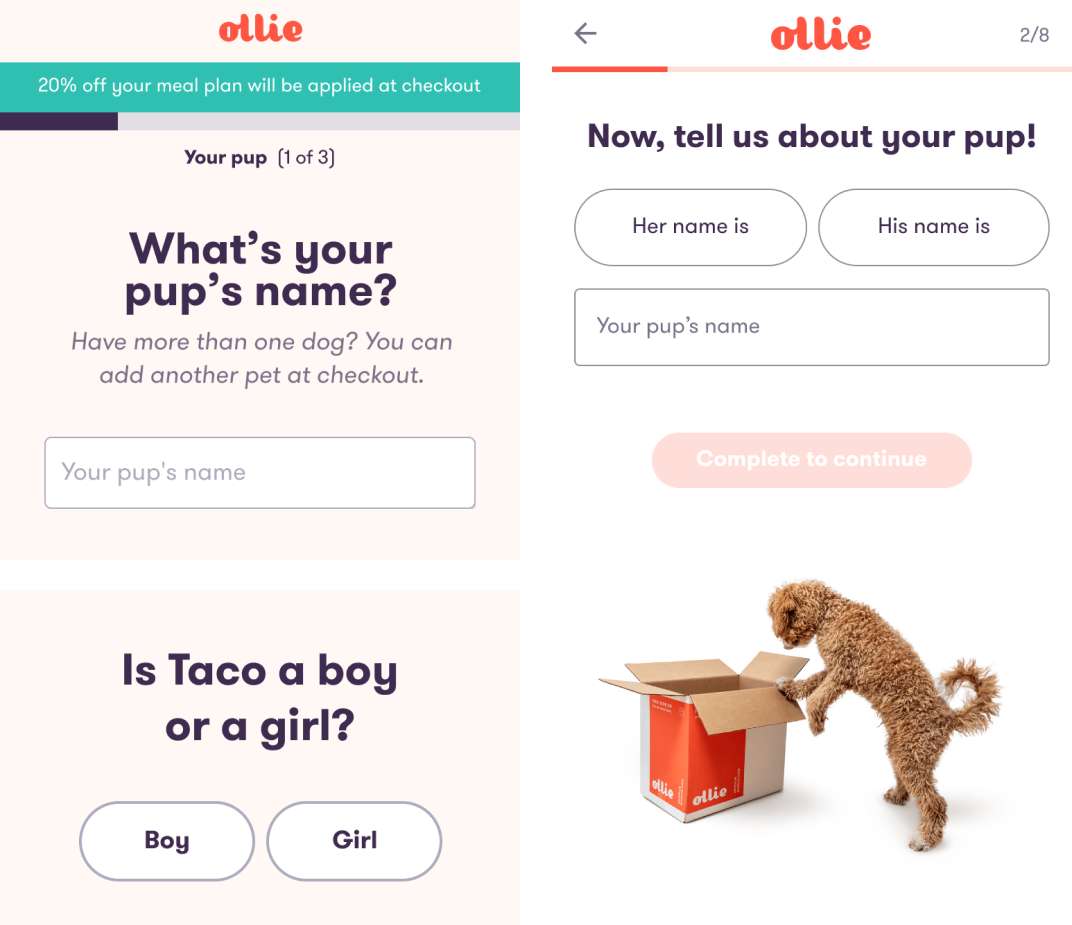 ollie
20% off your meal plan will be applied at checkout
Your pup (1 of 3)
What’s your
pup’s name?
Have more than one dog? You can
add another pet at checkout.
Your pup's name
Is Taco a boy
or a girl?
Boy
Girl
ollie
2/8
Now, tell us about your pup!
Her name is
His name is
Your pup’s name
Complete to continue
ollie
ollie